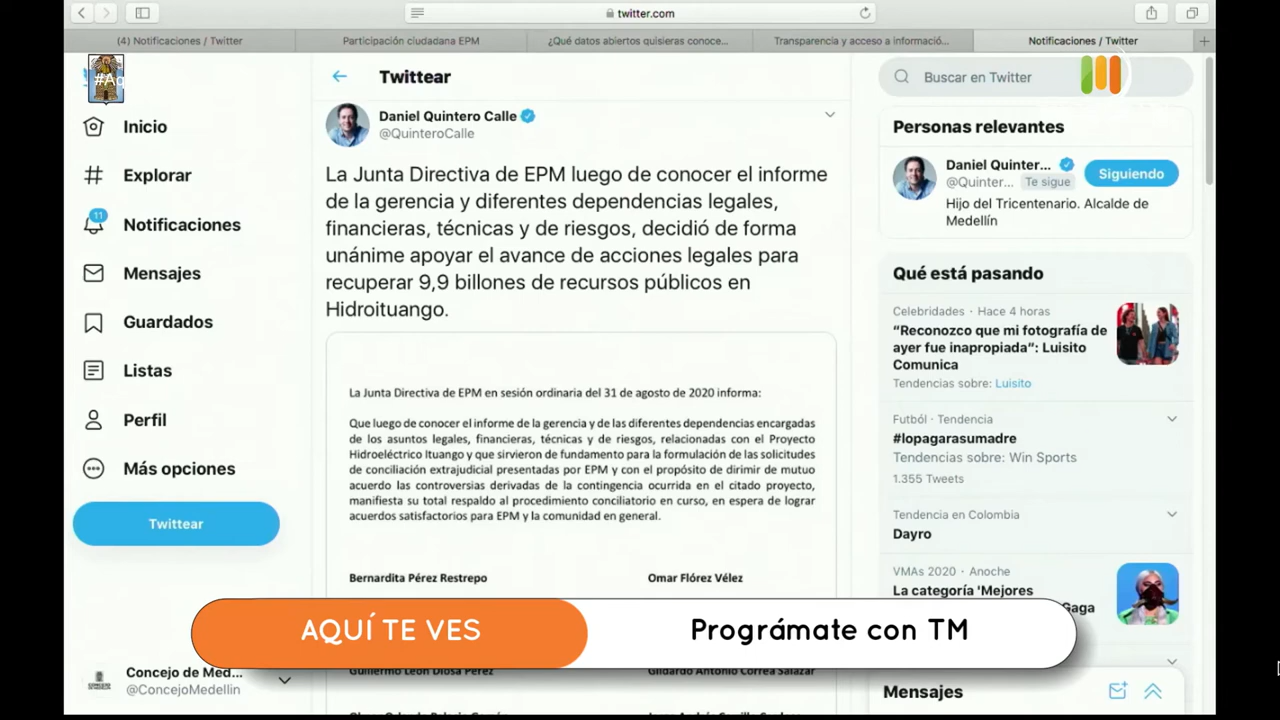 twitter.com
(4) Notificaciones / Twitter
Participación ciudadana EPM
¿Qué datos abiertos quisieras conoce...
Transparencia y acceso a informació...
Notificaciones / Twitter
Inicio
Explorar
11
Notificaciones
Mensajes
Guardados
Listas
Perfil
Más opciones
Twittear
Concejo de Med...
@ConcejoMedellin
Twittear
Daniel Quintero Calle
@QuinteroCalle
La Junta Directiva de EPM luego de conocer el informe
de la gerencia y diferentes dependencias legales,
financieras, técnicas y de riesgos, decidió de forma
unánime apoyar el avance de acciones legales para
recuperar 9,9 billones de recursos públicos en
Hidroituango.
La Junta Directiva de EPM en sesión ordinaria del 31 de agosto de 2020 informa:
Que luego de conocer el informe de la gerencia y de las diferentes dependencias encargadas
de los asuntos legales, financieras, técnicas y de riesgos, relacionadas con el Proyecto
Hidroeléctrico Ituango y que sirvieron de fundamento para la formulación de las solicitudes
de conciliación extrajudicial presentadas por EPM y con el propósito de dirimir de mutuo
acuerdo las controversias derivadas de la contingencia ocurrida en el citado proyecto,
manifiesta su total respaldo al procedimiento conciliatorio en curso, en espera de lograr
acuerdos satisfactorios para EPM y la comunidad en general.
Bernardita Pérez Restrepo
Omar Flórez Vélez
Buscar en Twitter
Personas relevantes
Daniel Quinter...
@Quinter... Te sigue
Siguiendo
Hijo del Tricentenario. Alcalde de
Medellín
Qué está pasando
Celebridades · Hace 4 horas
“Reconozco que mi fotografía de
ayer fue inapropiada”: Luisito
Comunica
Tendencias sobre: Luisito
Futból · Tendencia
#lopagarasumadre
Tendencias sobre: Win Sports
1.355 Tweets
Tendencia en Colombia
Dayro
VMAs 2020 · Anoche
La categoría 'Mejores
Gaga
Mensajes
AQUÍ TE VES
Prográmate con TM